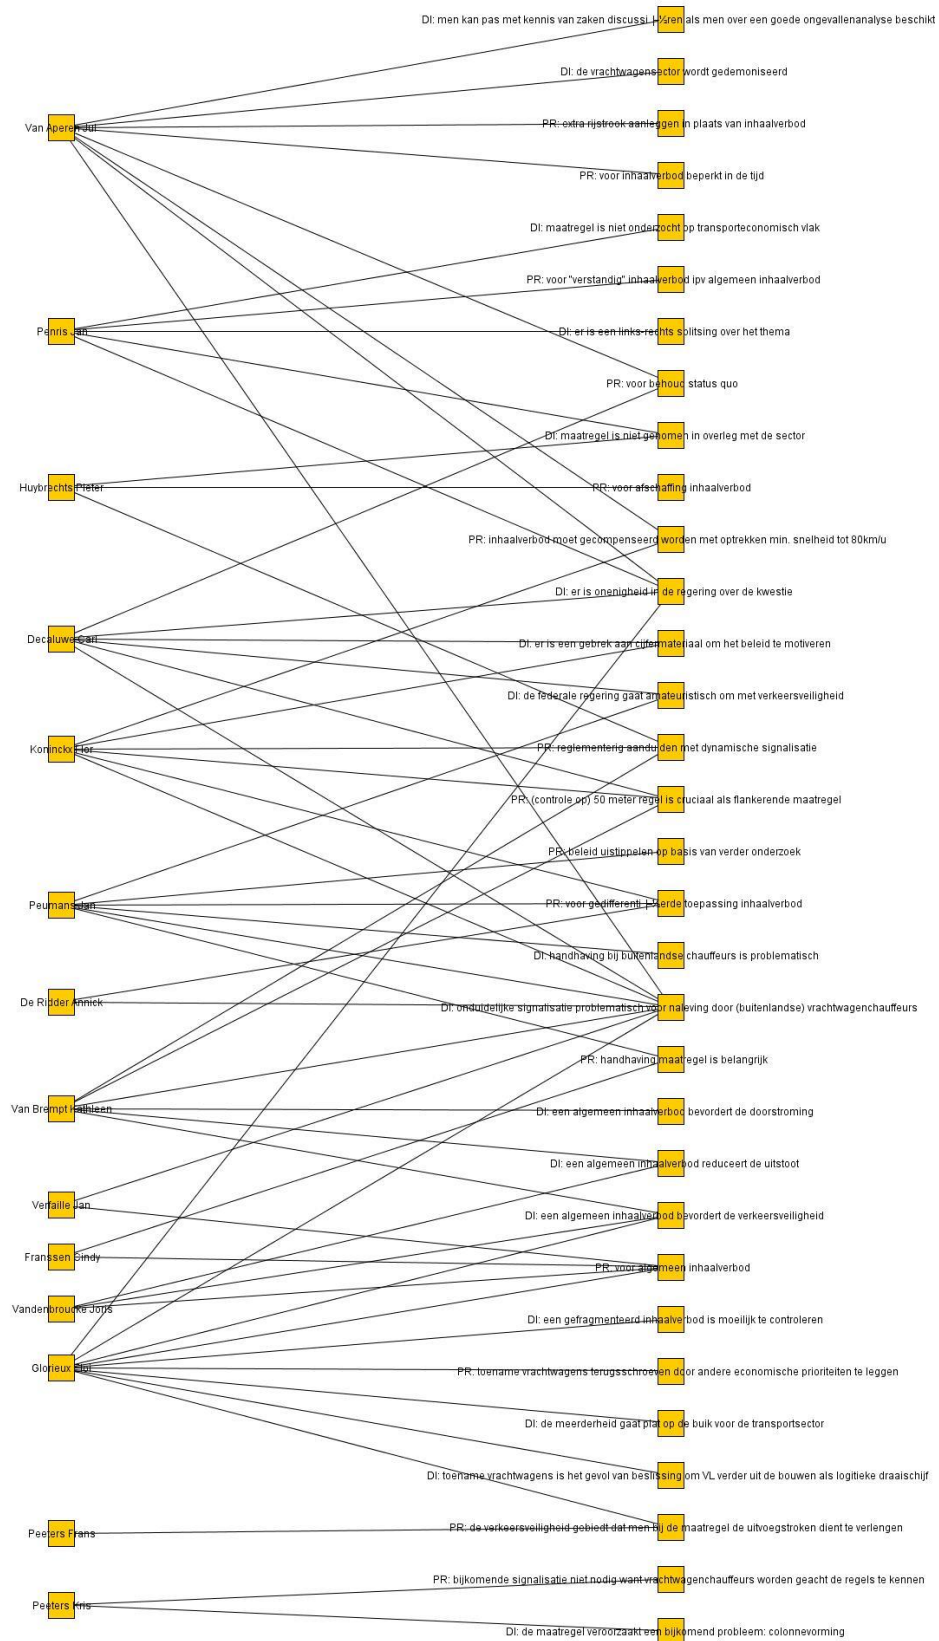 DI: men kan pas met kennis van zaken discussi├½ren als men over een goede ongevallenanalyse beschikt
DI: de vrachtwagensector wordt gedemoniseerd
Van Aperen Jul
PR: extra rijstrook aanleggen in plaats van inhaalverbod
PR: voor inhaalverbod beperkt in de tijd
DI: maatregel is niet onderzocht op transporteconomisch vlak
PR: voor "verstandig" inhaalverbod ipv algemeen inhaalverbod
Penris Jan
DI: er is een links-rechts splitsing over het thema
PR: voor behoud status quo
DI: maatregel is niet genomen in overleg met de sector
Huybrechts Pieter
PR: voor afschaffing inhaalverbod
PR: inhaalverbod moet gecompenseerd worden met optrekken min. snelheid tot 80km/u
DI: er is onenigheid in de regering over de kwestie
Decaluwe Carl
DI: er is een gebrek aan cijfermateriaal om het beleid te motiveren
DI: de federale regering gaat amateuristisch om met verkeersveiligheid
Koninckx Flor
PR: reglementerig aanduiden met dynamische signalisatie
PR: (controle op) 50 meter regel is cruciaal als flankerende maatregel
PR: beleid uistippelen op basis van verder onderzoek
Peumans Jan
PR: voor gedifferenti├½erde toepassing inhaalverbod
DI: handhaving bij buitenlandse chauffeurs is problematisch
De Ridder Annick
DI: onduidelijke signalisatie problematisch voor naleving door (buitenlandse) vrachtwagenchauffeurs
PR: handhaving maatregel is belangrijk
Van Brempt Kathleen
DI: een algemeen inhaalverbod bevordert de doorstroming
DI: een algemeen inhaalverbod reduceert de uitstoot
Verfaille Jan
DI: een algemeen inhaalverbod bevordert de verkeersveiligheid
Franssen Cindy
PR: voor algemeen inhaalverbod
Vandenbroucke Joris
DI: een gefragmenteerd inhaalverbod is moeilijk te controleren
Glorieux Eloi
PR: toename vrachtwagens terugsschroeven door andere economische prioriteiten te leggen
DI: de meerderheid gaat plat op de buik voor de transportsector
DI: toename vrachtwagens is het gevol van beslissing om VL verder uit de bouwen als logitieke draaischijf
Peeters Frans
PR: de verkeersveiligheid gebiedt dat men bij de maatregel de uitvoegstroken dient te verlengen
PR: bijkomende signalisatie niet nodig want vrachtwagenchauffeurs worden geacht de regels te kennen
Peeters Kris
DI: de maatregel veroorzaakt een bijkomend probleem: colonnevorming